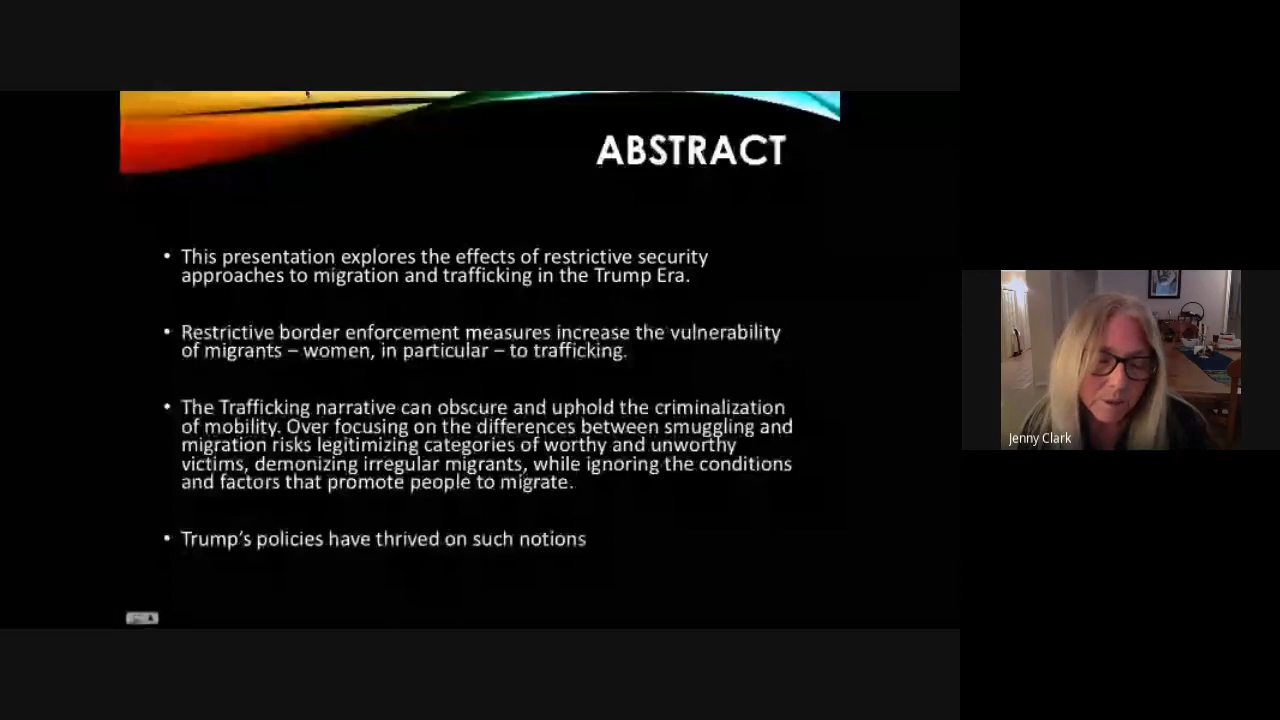 ABSTRACT
• This presentation explores the effects of restrictive security
approaches to migration and trafficking in the Trump Era.
• Restrictive border enforcement measures increase the vulnerability
of migrants – women, in particular – to trafficking.
• The Trafficking narrative can obscure and uphold the criminalization
of mobility. Over focusing on the differences between smuggling and
migration risks legitimizing categories of worthy and unworthy
victims, demonizing irregular migrants, while ignoring the conditions
and factors that promote people to migrate.
• Trump’s policies have thrived on such notions
Jenny Clark